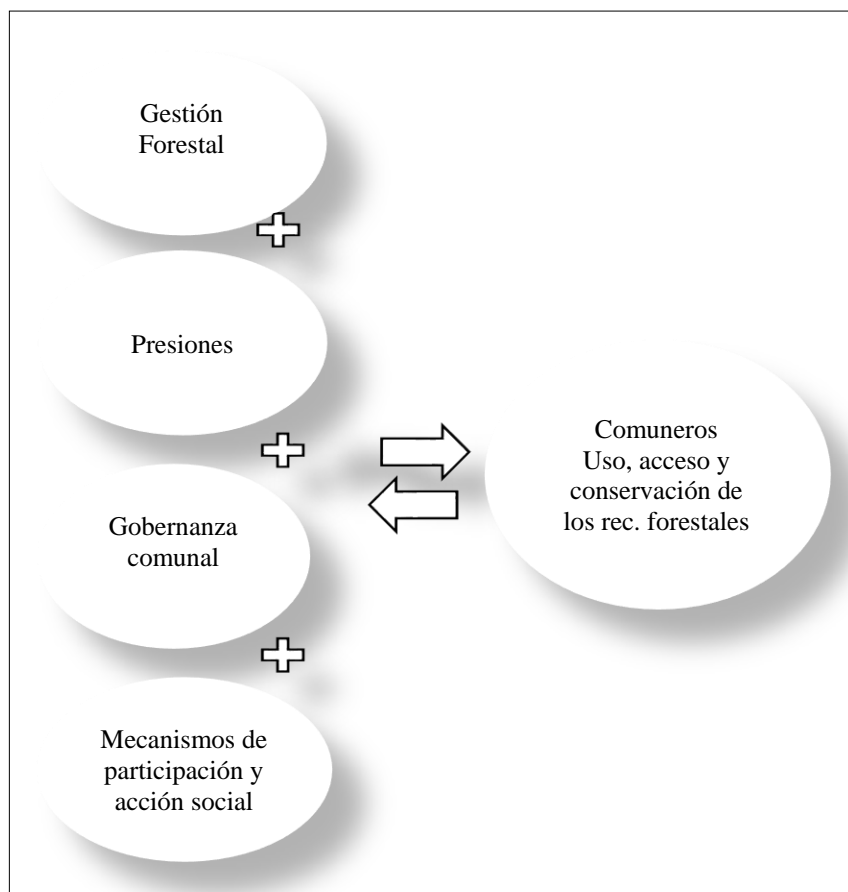 Gestión
Forestal
Presiones
Gobernanza
comunal
Mecanismos de
participación y
acción social
Comuneros
Uso, acceso y
conservación de
los rec. forestales